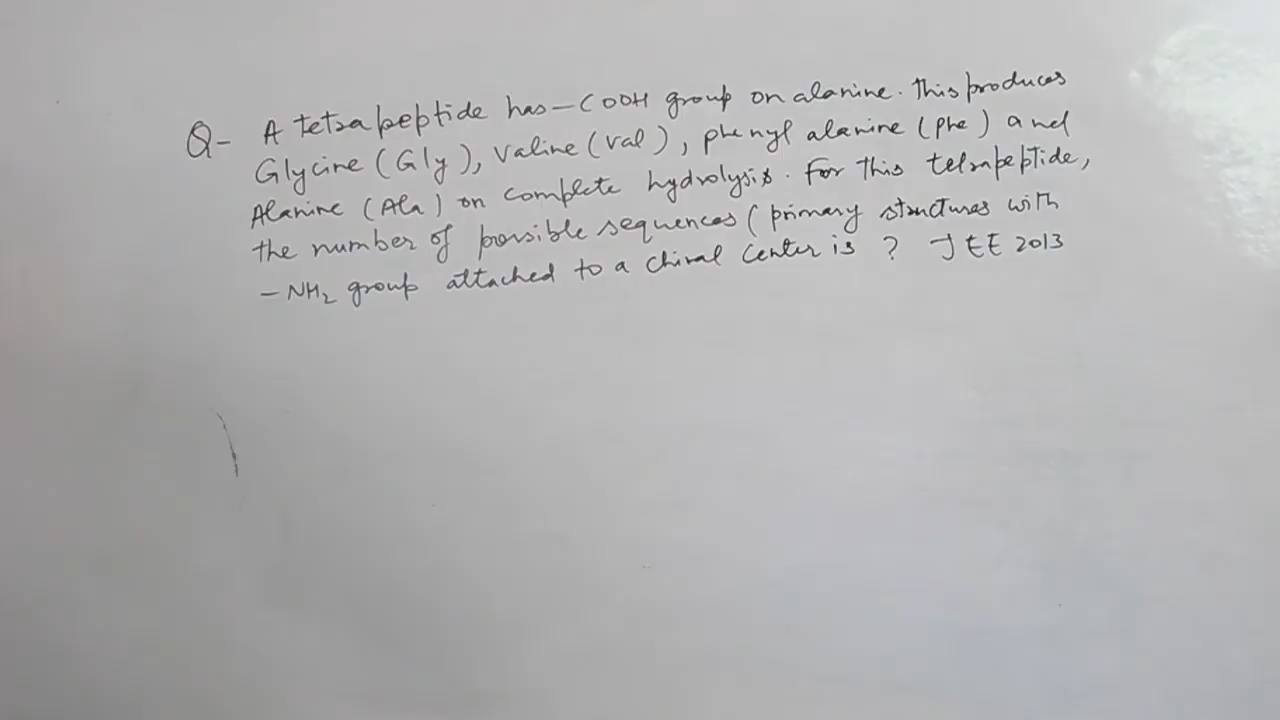 Q- A tetrapeptide has -COOH group on alanine. This produces
Glycine (Gly), Valine (val), phenyl alanine (phe) and
Alanine (Ala) on complete hydrolysis. For this tetrapeptide,
the number of possible sequences (primary structures with
-NH₂ group attached to a chiral center is ? JEE 2013